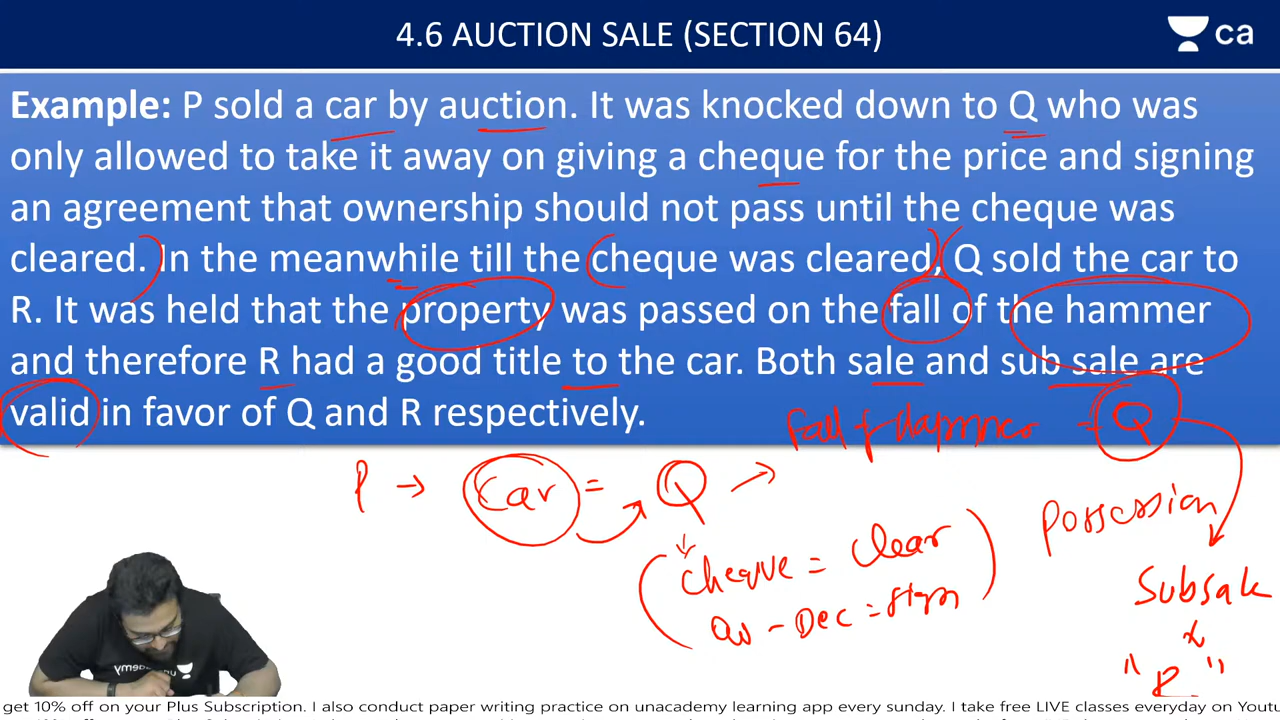 4.6 AUCTION SALE (SECTION 64)
ca
Example: P sold a car by auction. It was knocked down to Q who was
only allowed to take it away on giving a cheque for the price and signing
an agreement that ownership should not pass until the cheque was
cleared. In the meanwhile till the cheque was cleared, Q sold the car to
R. It was held that the property was passed on the fall of the hammer
and therefore R had a good title to the car. Both sale and sub sale are
valid in favor of Q and R respectively.
Fall of Hammer = Q
P → Car = Q →
Possession
Cheque = Clear
- Dec = sign
Subsale
"R"
get 10% off on your Plus Subscription. I also conduct paper writing practice on unacademy learning app every sunday. I take free LIVE classes everyday on Youtu